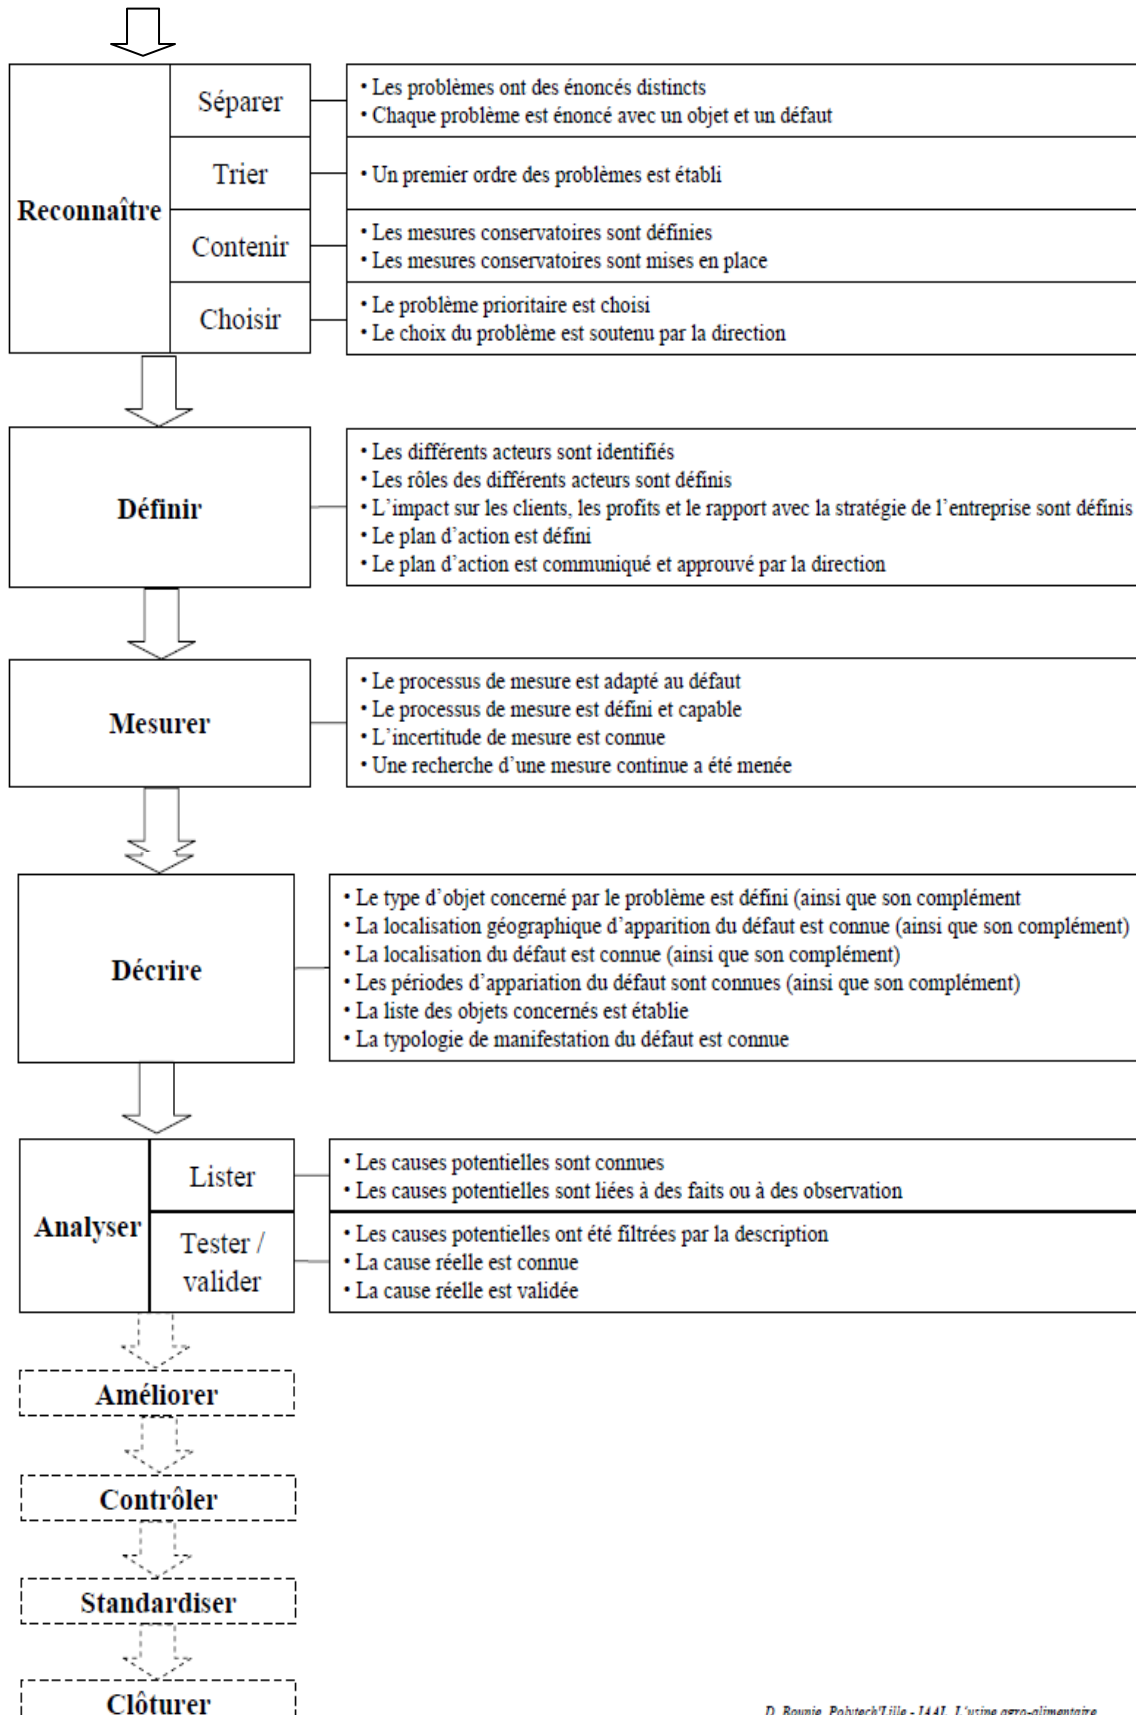 Reconnaître
Séparer
• Les problèmes ont des énoncés distincts
• Chaque problème est énoncé avec un objet et un défaut
Trier
• Un premier ordre des problèmes est établi
Contenir
• Les mesures conservatoires sont définies
• Les mesures conservatoires sont mises en place
Choisir
• Le problème prioritaire est choisi
• Le choix du problème est soutenu par la direction
Définir
• Les différents acteurs sont identifiés
• Les rôles des différents acteurs sont définis
• L'impact sur les clients, les profits et le rapport avec la stratégie de l'entreprise sont définis
• Le plan d'action est défini
• Le plan d'action est communiqué et approuvé par la direction
Mesurer
• Le processus de mesure est adapté au défaut
• Le processus de mesure est défini et capable
• L'incertitude de mesure est connue
• Une recherche d'une mesure continue a été menée
Décrire
• Le type d'objet concerné par le problème est défini (ainsi que son complément
• La localisation géographique d'apparition du défaut est connue (ainsi que son complément)
• La localisation du défaut est connue (ainsi que son complément)
• Les périodes d'appariation du défaut sont connues (ainsi que son complément)
• La liste des objets concernés est établie
• La typologie de manifestation du défaut est connue
Analyser
Lister
• Les causes potentielles sont connues
• Les causes potentielles sont liées à des faits ou à des observation
Tester /
valider
• Les causes potentielles ont été filtrées par la description
• La cause réelle est connue
• La cause réelle est validée
Améliorer
Contrôler
Standardiser
Clôturer
D. Bounie, Polytech'Lille - IAAL, L'usine agro-alimentaire